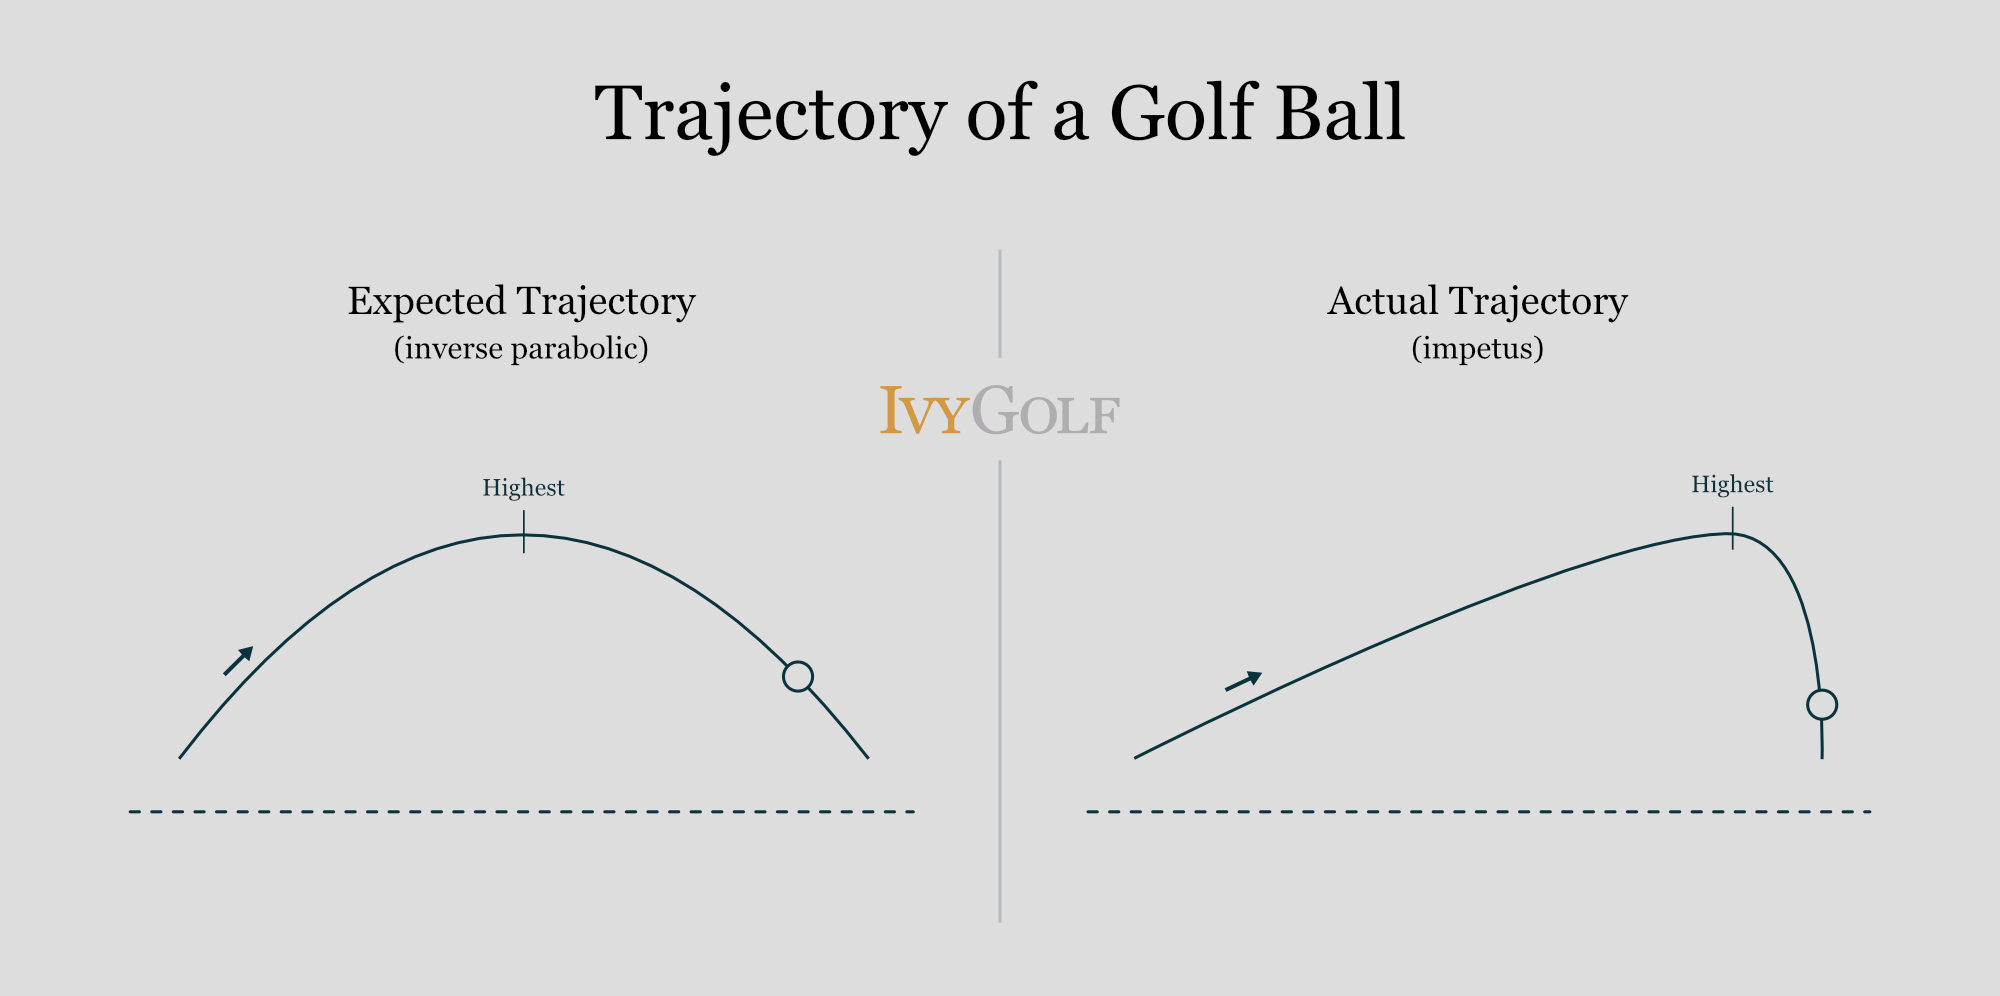 Trajectory of a Golf Ball
Expected Trajectory
(inverse parabolic)
Highest
IVYGOLF
Actual Trajectory
(impetus)
Highest